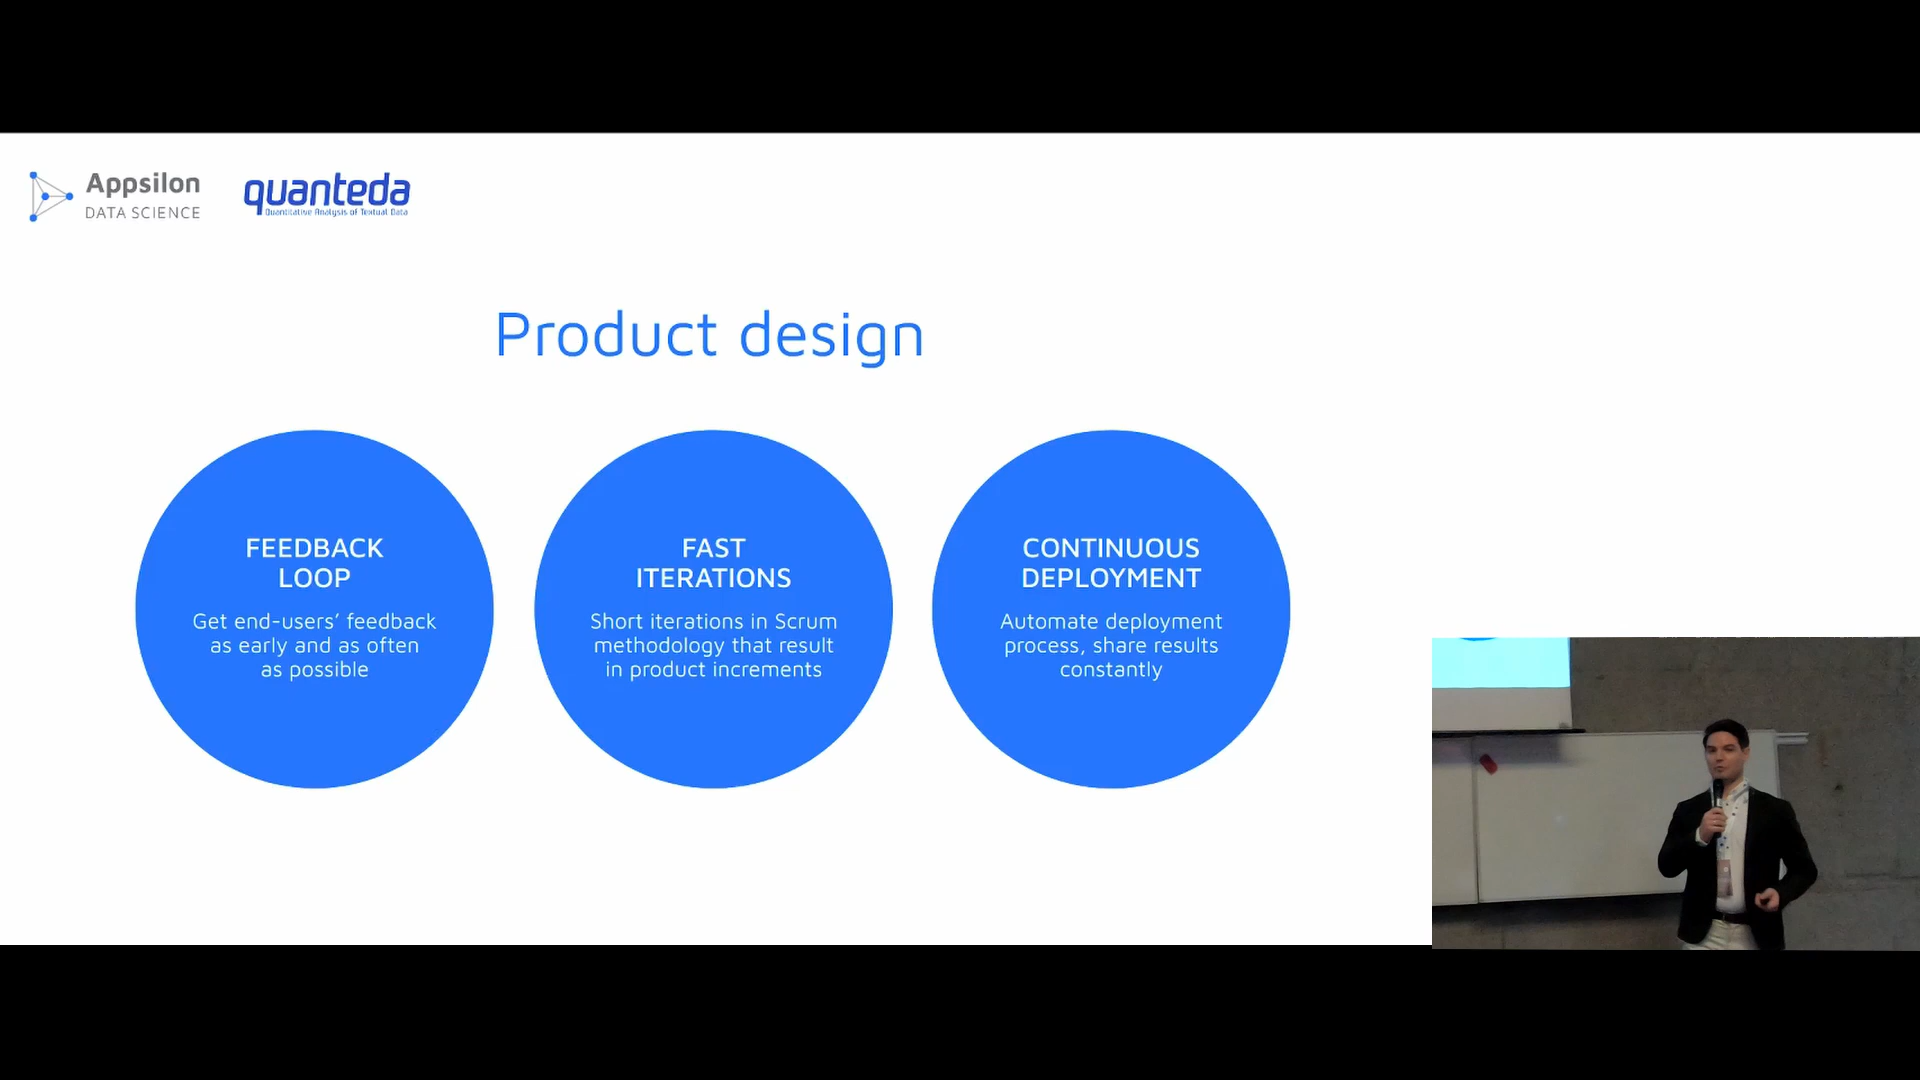 Appsilon
DATA SCIENCE
quanteda
Quantitative Analysis of Textual Data
Product design
FEEDBACK
LOOP
Get end-users’ feedback
as early and as often
as possible
FAST
ITERATIONS
Short iterations in Scrum
methodology that result
in product increments
CONTINUOUS
DEPLOYMENT
Automate deployment
process, share results
constantly